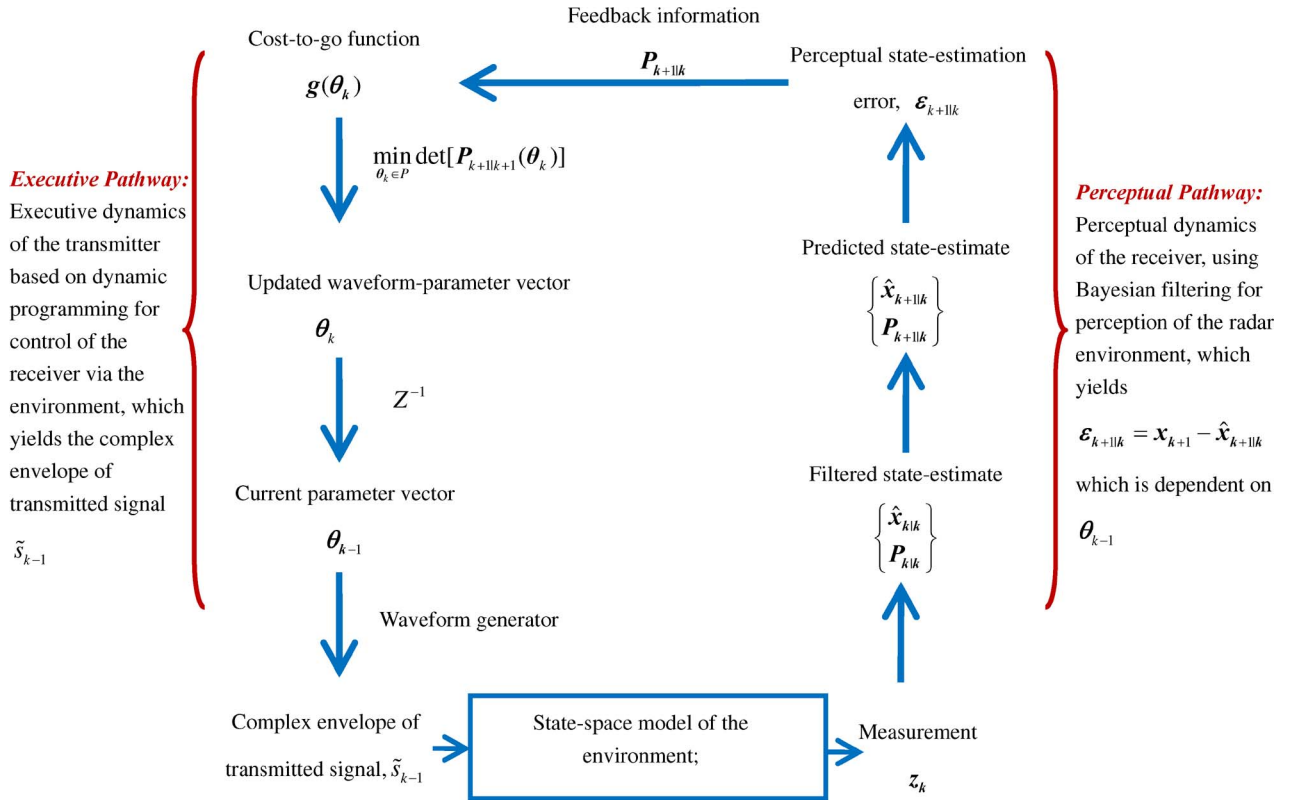 Feedback information
Cost-to-go function
P_{k+1||k}
Perceptual state-estimation
g(θ_k)
error, ε_{k+1||k}
min_{θ_k∈P} det[P_{k+1||k+1}(θ_k)]
Executive Pathway:
Executive dynamics
of the transmitter
based on dynamic
programming for
control of the
receiver via the
environment, which
yields the complex
envelope of
transmitted signal
s̃_{k−1}
Updated waveform-parameter vector
θ_k
Z^{−1}
Current parameter vector
θ_{k−1}
Waveform generator
Complex envelope of
transmitted signal, s̃_{k−1}
State-space model of the
environment;
Measurement
z_k
Filtered state-estimate
{x̂_{k|k}
P_{k|k}}
Predicted state-estimate
{x̂_{k+1||k}
P_{k+1||k}}
Perceptual Pathway:
Perceptual dynamics
of the receiver, using
Bayesian filtering for
perception of the radar
environment, which
yields
ε_{k+1||k} = x_{k+1} − x̂_{k+1||k}
which is dependent on
θ_{k−1}